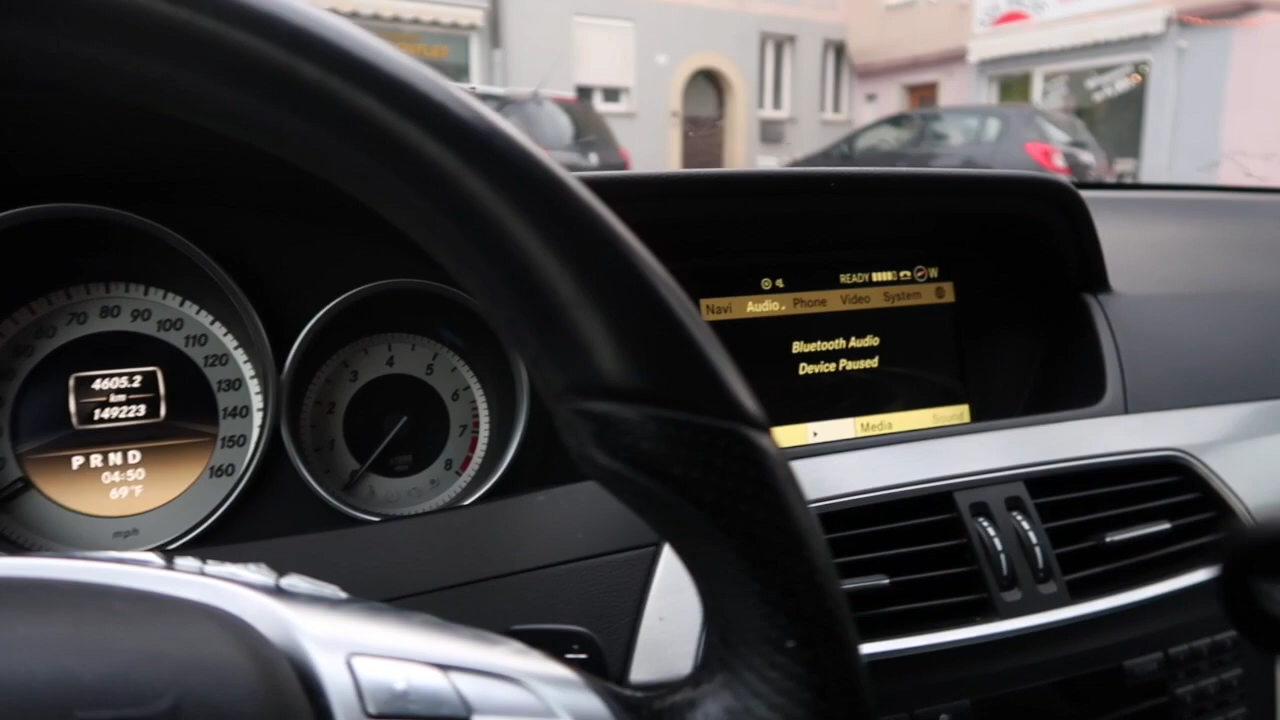 READY
W
Navi Audio Phone Video System
Bluetooth Audio
Device Paused
Media Sound
4605.2
km
149223
P R N D
04:50
69°F
mph
70 80 90 100 110 120 130 140 150 160
1 2 3 4 5 6 7 8